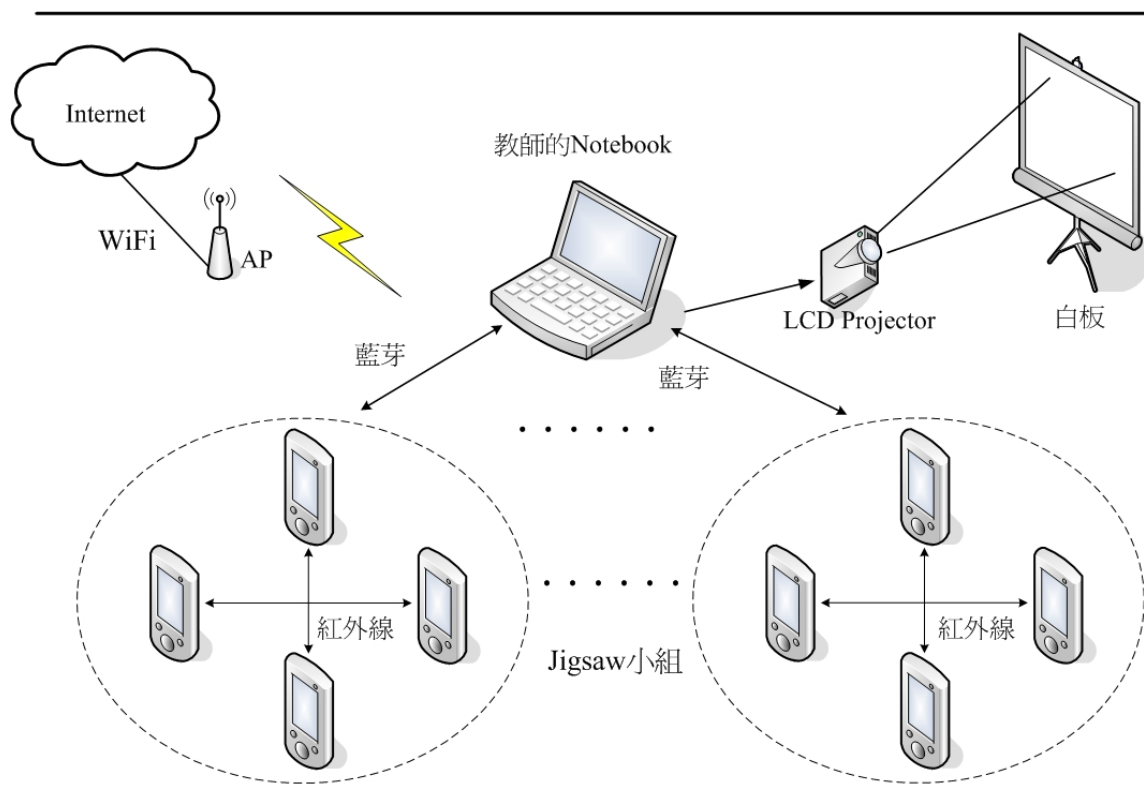 Internet
教師的Notebook
WiFi
AP
LCD Projector
白板
藍芽
藍芽
紅外線
紅外線
Jigsaw小組